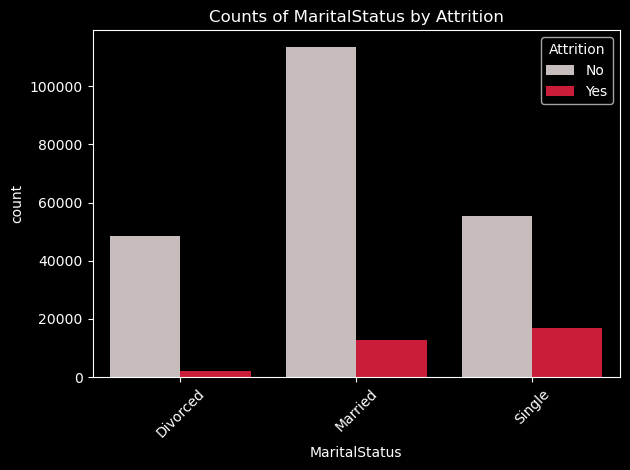 Counts of MaritalStatus by Attrition
Attrition
No
Yes
count
100000
80000
60000
40000
20000
0
Divorced
Married
Single
MaritalStatus